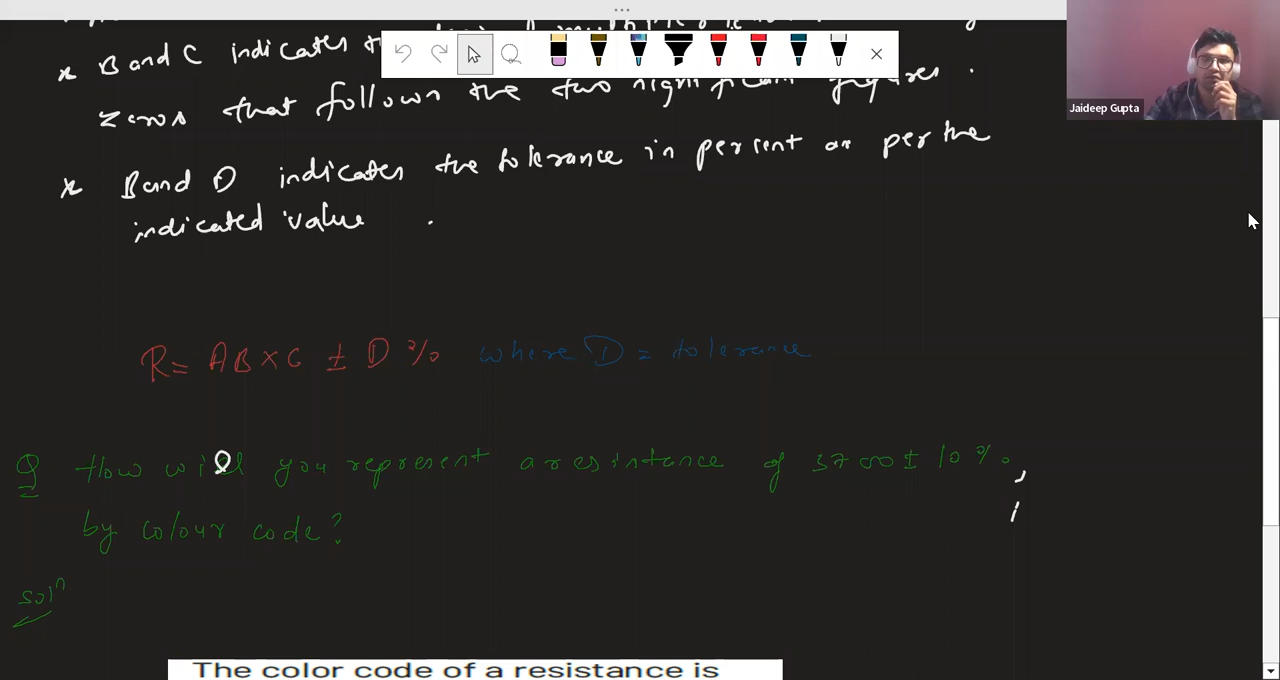 * Band C indicates the
Jaideep Gupta
zeros that follows the two significant figures.
* Band D indicates the tolerance in percent as per the
indicated value .
R = AB x C ± D % where D = tolerance
Q How will you represent a resistance of 3700 ± 10 %,
by colour code?
Soln
The color code of a resistance is